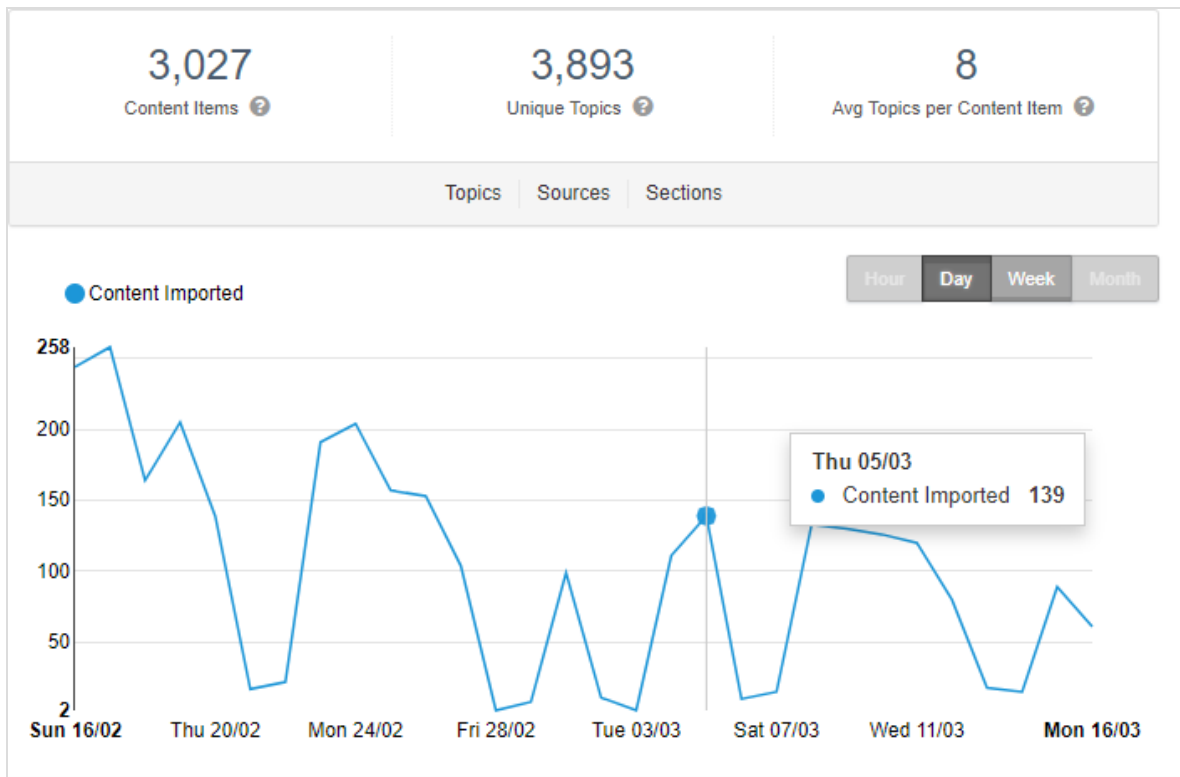 3,027 3,893 8
Content Items ? Unique Topics ? Avg Topics per Content Item ?
Topics Sources Sections
Hour Day Week Month
Content Imported
258
200
150
100
50
2
Thu 05/03
Content Imported 139
Sun 16/02 Thu 20/02 Mon 24/02 Fri 28/02 Tue 03/03 Sat 07/03 Wed 11/03 Mon 16/03